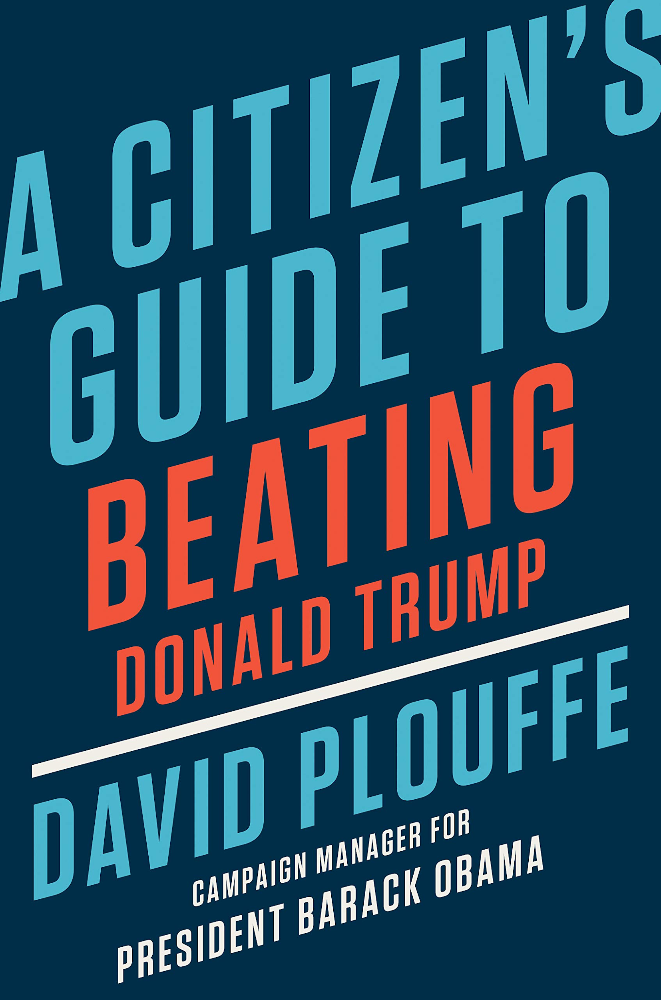 A CITIZEN'S
GUIDE TO
BEATING
DONALD TRUMP
DAVID PLOUFFE
CAMPAIGN MANAGER FOR
PRESIDENT BARACK OBAMA